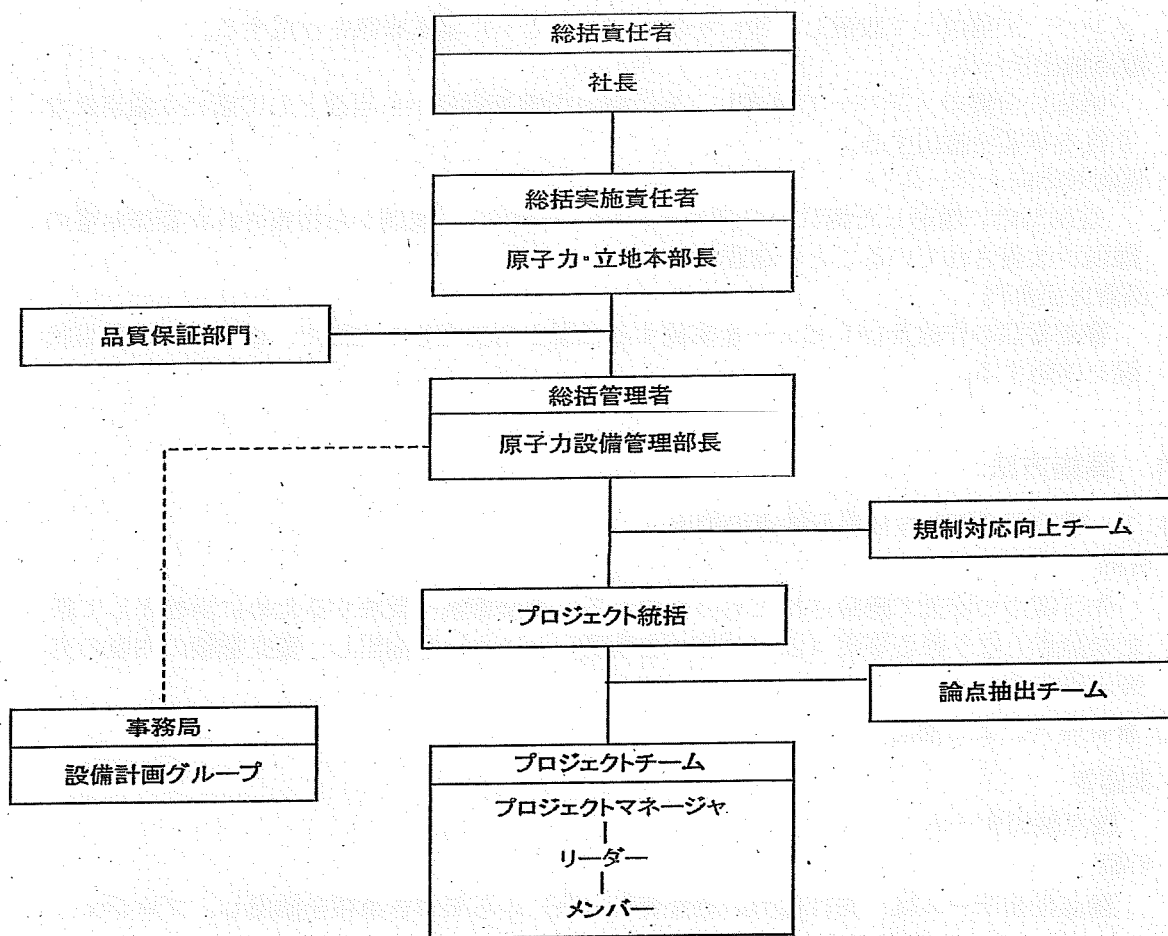 総括責任者
社長
総括実施責任者
原子力・立地本部長
品質保証部門
総括管理者
原子力設備管理部長
規制対応向上チーム
プロジェクト統括
論点抽出チーム
事務局
設備計画グループ
プロジェクトチーム
プロジェクトマネージャ
リーダー
メンバー